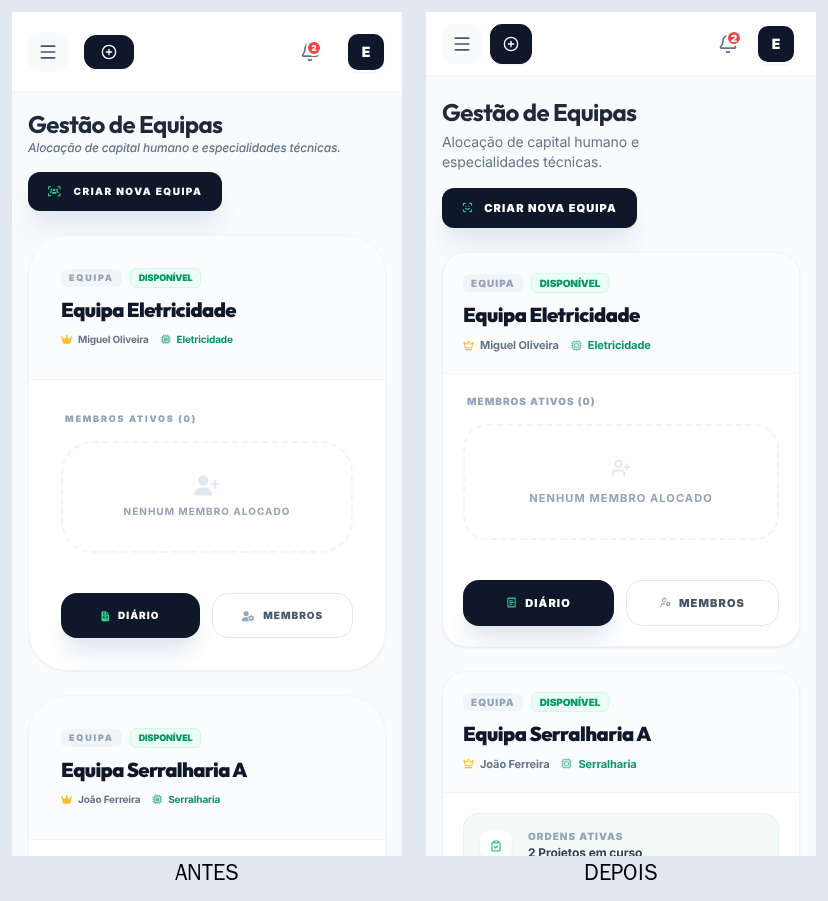 2
E
Gestão de Equipas
Alocação de capital humano e especialidades técnicas.
CRIAR NOVA EQUIPA
EQUIPA DISPONÍVEL
Equipa Eletricidade
Miguel Oliveira Eletricidade
MEMBROS ATIVOS (0)
NENHUM MEMBRO ALOCADO
DIÁRIO MEMBROS
EQUIPA DISPONÍVEL
Equipa Serralharia A
João Ferreira Serralharia
ANTES
2
E
Gestão de Equipas
Alocação de capital humano e
especialidades técnicas.
CRIAR NOVA EQUIPA
EQUIPA DISPONÍVEL
Equipa Eletricidade
Miguel Oliveira Eletricidade
MEMBROS ATIVOS (0)
NENHUM MEMBRO ALOCADO
DIÁRIO MEMBROS
EQUIPA DISPONÍVEL
Equipa Serralharia A
João Ferreira Serralharia
ORDENS ATIVAS
2 Projetos em curso
DEPOIS